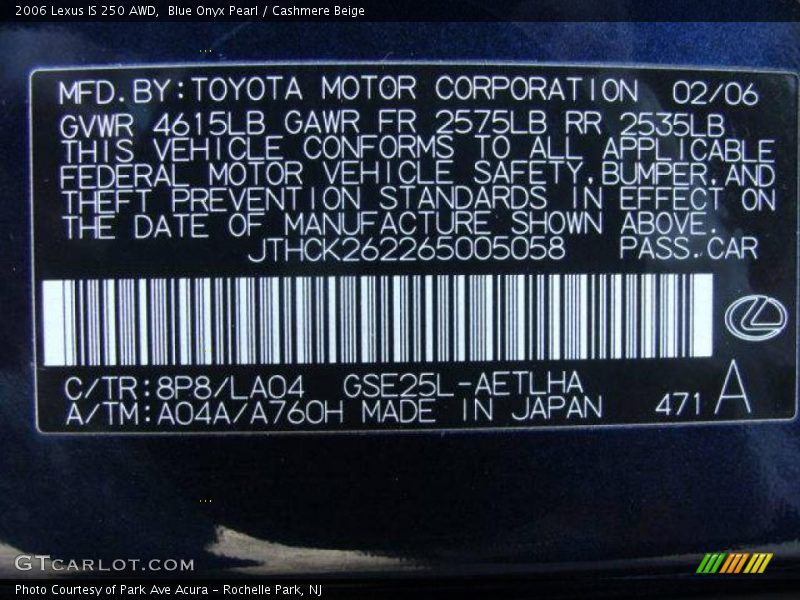 2006 Lexus IS 250 AWD,  Blue Onyx Pearl / Cashmere Beige
MFD.BY:TOYOTA MOTOR CORPORATION 02/06
GVWR 4615LB GAWR FR 2575LB RR 2535LB
THIS VEHICLE CONFORMS TO ALL APPLICABLE
FEDERAL MOTOR VEHICLE SAFETY,BUMPER,AND
THEFT PREVENTION STANDARDS IN EFFECT ON
THE DATE OF MANUFACTURE SHOWN ABOVE.
JTHCK262265005058 PASS.CAR
C/TR:8P8/LA04 GSE25L-AETLHA
A/TM:A04A/A760H MADE IN JAPAN 471 A
GTCARLOT.COM
Photo Courtesy of Park Ave Acura - Rochelle Park, NJ